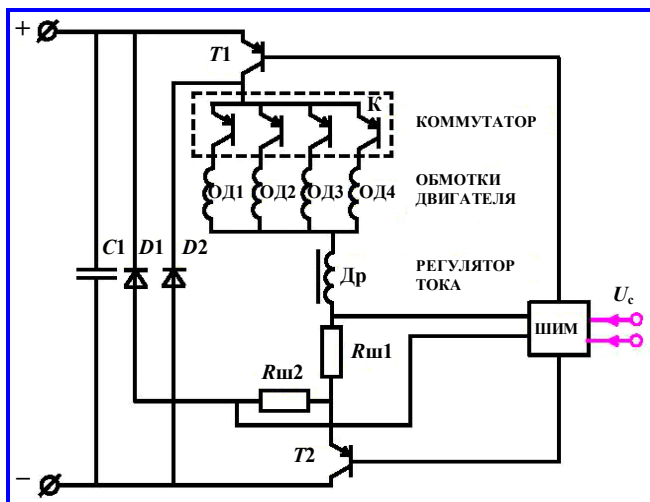 +
T1
К
КОММУТАТОР
ОД1 ОД2 ОД3 ОД4
ОБМОТКИ
ДВИГАТЕЛЯ
C1 D1 D2
Др
РЕГУЛЯТОР
ТОКА
Uc
ШИМ
Rш1
Rш2
T2
−